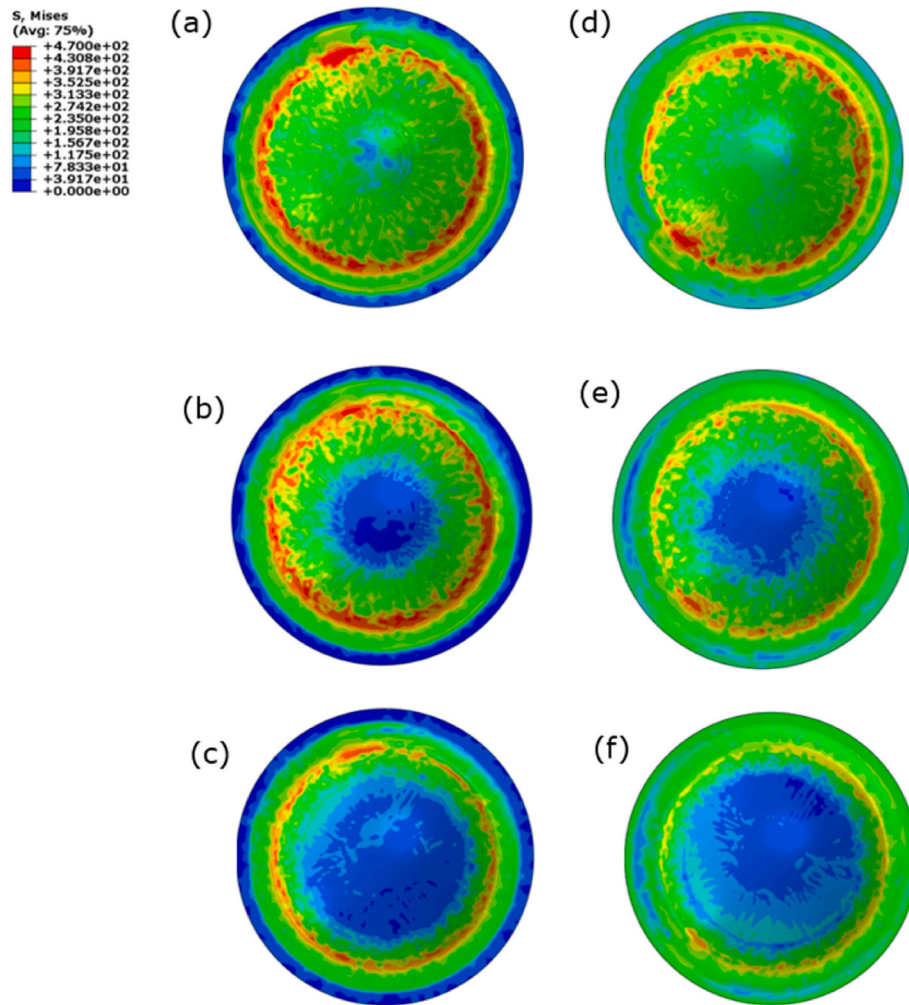 S, Mises
(Avg: 75%)
+4.700e+02
+4.308e+02
+3.917e+02
+3.525e+02
+3.133e+02
+2.742e+02
+2.350e+02
+1.958e+02
+1.567e+02
+1.175e+02
+7.833e+01
+3.917e+01
+0.000e+00
(a)
(d)
(b)
(e)
(c)
(f)